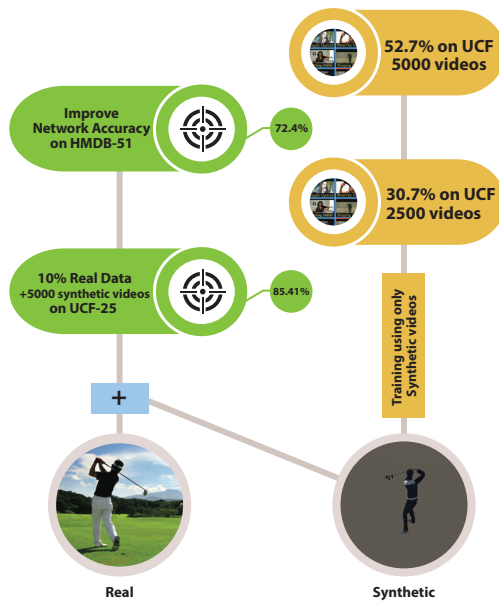 52.7% on UCF
5000 videos
Improve
Network Accuracy
on HMDB-51
72.4%
30.7% on UCF
2500 videos
10% Real Data
+5000 synthetic videos
on UCF-25
85.41%
Training using only
Synthetic videos
+
Real
Synthetic